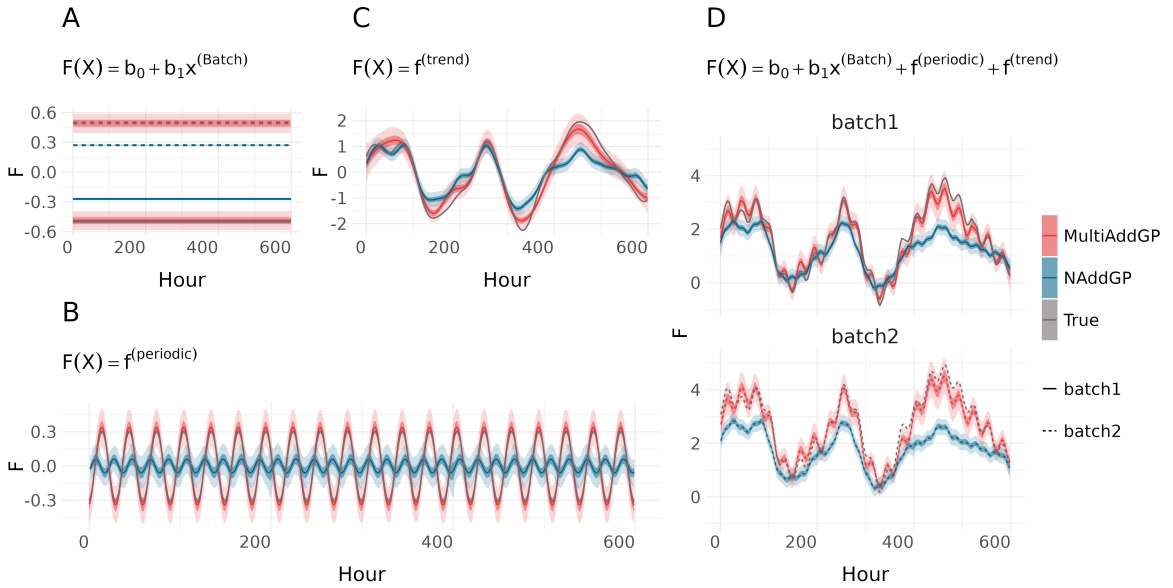 A
F(X) = b₀ + b₁x⁽ᴮᵃᵗᶜʰ⁾
F
0.6
0.3
0.0
-0.3
-0.6
0
200
400
600
Hour
C
F(X) = f⁽ᵗʳᵉⁿᵈ⁾
F
2
1
0
-1
-2
0
200
400
600
Hour
B
F(X) = f⁽ᵖᵉʳⁱᵒᵈⁱᶜ⁾
F
0.3
0.0
-0.3
0
200
400
600
Hour
D
F(X) = b₀ + b₁x⁽ᴮᵃᵗᶜʰ⁾ + f⁽ᵖᵉʳⁱᵒᵈⁱᶜ⁾ + f⁽ᵗʳᵉⁿᵈ⁾
F
batch1
4
2
0
batch2
4
2
0
0
200
400
600
Hour
MultiAddGP
NAddGP
True
batch1
batch2